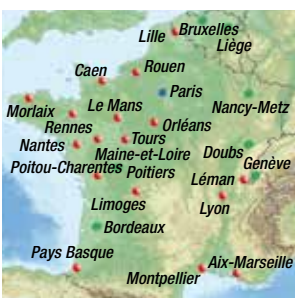 Lille
Bruxelles
Liège
Caen
Rouen
Paris
Nancy-Metz
Morlaix
Le Mans
Rennes
Orléans
Nantes
Tours
Maine-et-Loire
Doubs
Genève
Poitou-Charentes
Poitiers
Léman
Limoges
Lyon
Bordeaux
Pays Basque
Aix-Marseille
Montpellier